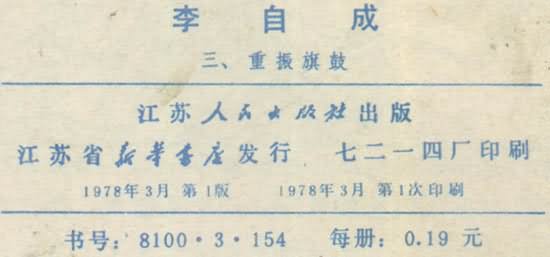 李自成
三、重振旗鼓
江苏人民出版社出版
江苏省新华书店发行 七二一四厂印刷
1978年3月 第1版 1978年3月 第1次印刷
书号：8100·3·154 每册：0.19 元